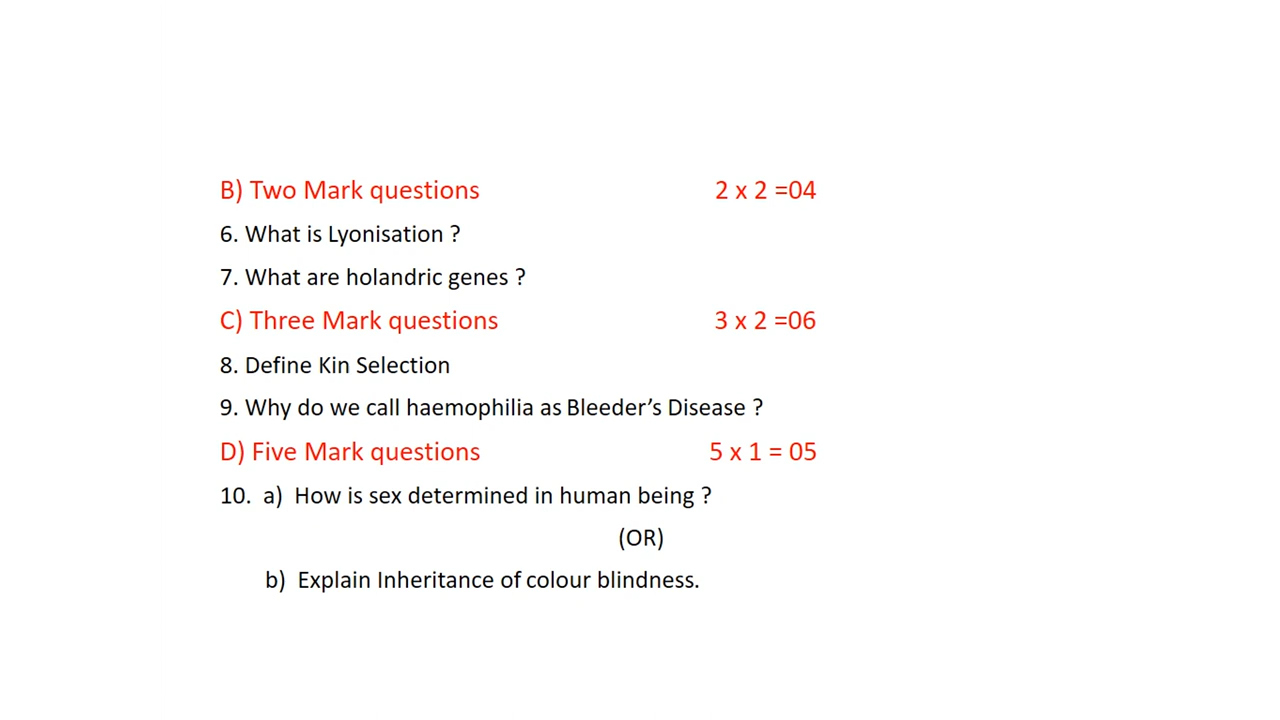 B) Two Mark questions 2 x 2 =04
6. What is Lyonisation ?
7. What are holandric genes ?
C) Three Mark questions 3 x 2 =06
8. Define Kin Selection
9. Why do we call haemophilia as Bleeder’s Disease ?
D) Five Mark questions 5 x 1 = 05
10. a) How is sex determined in human being ?
(OR)
b) Explain Inheritance of colour blindness.